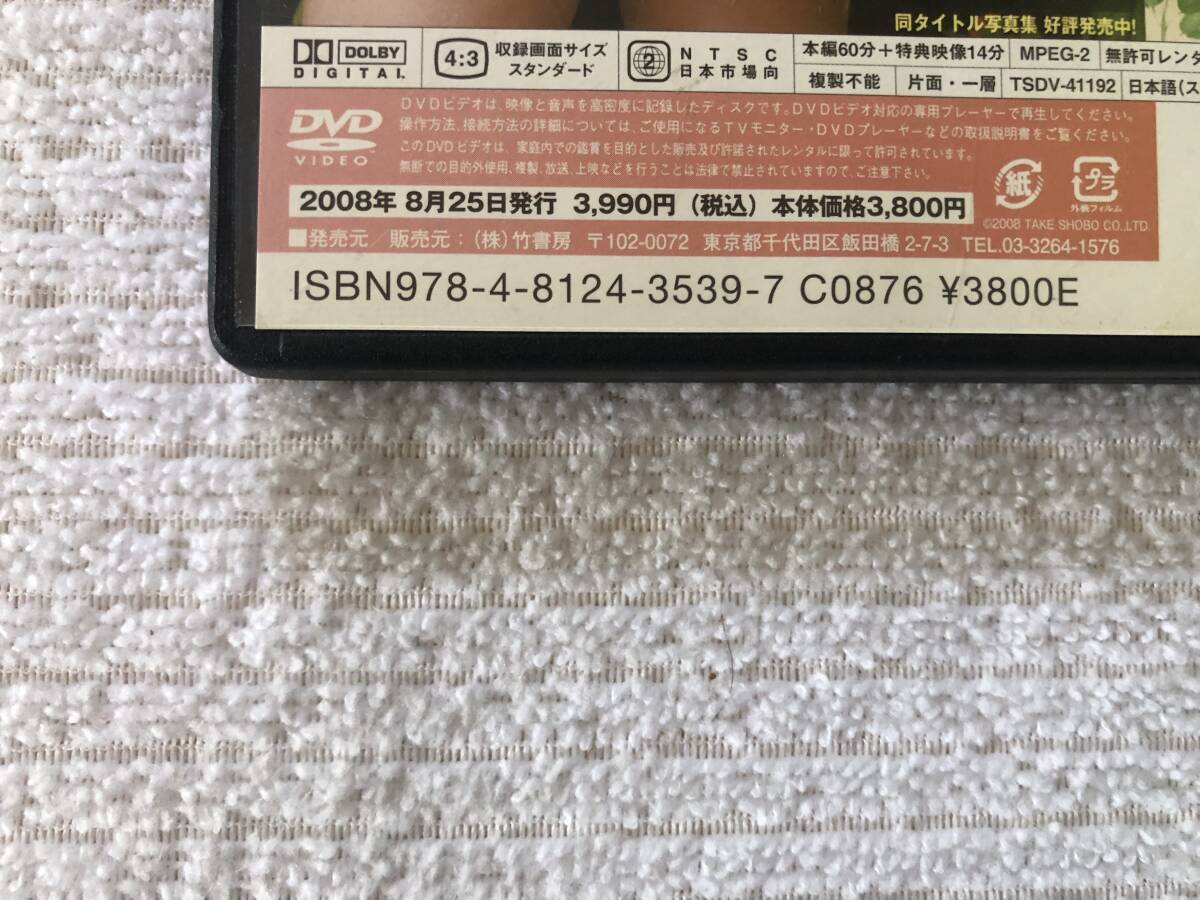 同タイトル写真集 好評発売中!
DOLBY
DIGITAL
4:3 収録画面サイズ
スタンダード
2 NTSC
日本市場向
本編60分+特典映像14分 MPEG-2 無許可レンタ
複製不能 片面・一層 TSDV-41192 日本語(ス
DVD
VIDEO
DVDビデオは、映像と音声を高密度に記録したディスクです。DVDビデオ対応の専用プレーヤーで再生してください。
操作方法、接続方法の詳細については、ご使用になるTVモニター・DVDプレーヤーなどの取扱説明書をご覧ください。
このDVDビデオは、家庭内での鑑賞を目的とした販売及び許諾されたレンタルに限って許可されています。
無断での目的外使用、複製、放送、上映などを行うことは法律で禁止されていますので、ご注意下さい。
紙
プラ
外装フィルム
2008年 8月25日発行 3,990円(税込)本体価格3,800円
©2008 TAKE SHOBO CO.,LTD.
■発売元/販売元:(株)竹書房 〒102-0072 東京都千代田区飯田橋 2-7-3 TEL.03-3264-1576
ISBN978-4-8124-3539-7 C0876 ¥3800E